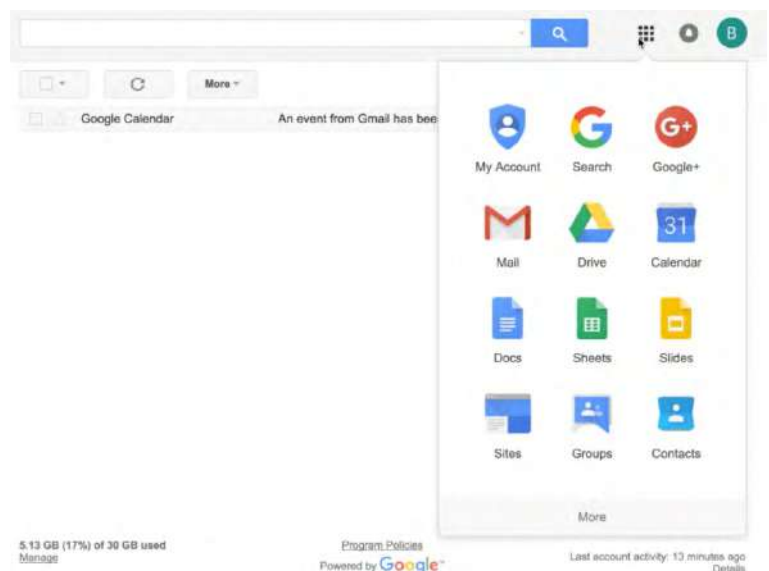 B
More
Google Calendar An event from Gmail has bee
G+
My Account Search Google+
31
Mail Drive Calendar
Docs Sheets Slides
Sites Groups Contacts
More
5.13 GB (17%) of 30 GB used
Manage
Program Policies
Powered by Google™
Last account activity: 13 minutes ago
Details